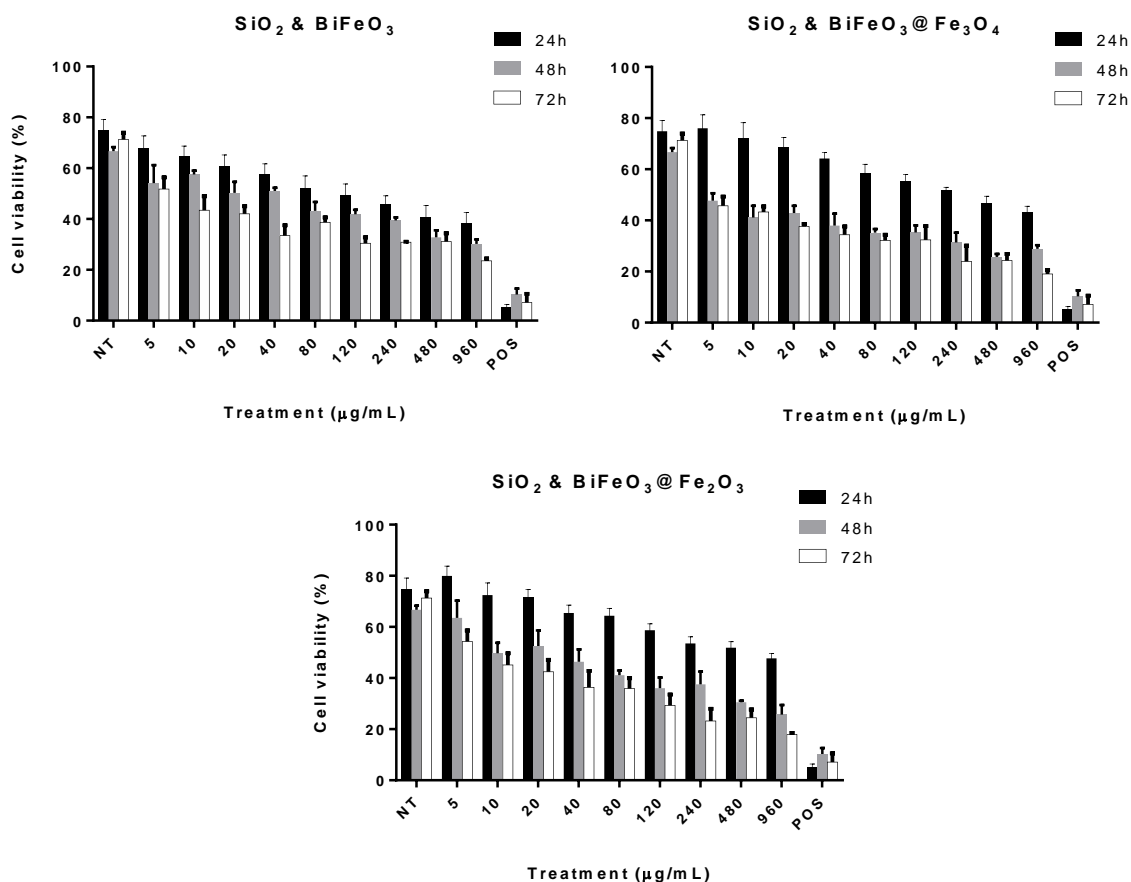 SiO₂ & BiFeO₃
24h
48h
72h
Cell viability (%)
100
80
60
40
20
0
NT 5 10 20 40 80 120 240 480 960 POS
Treatment (μg/mL)
SiO₂ & BiFeO₃@Fe₃O₄
24h
48h
72h
100
80
60
40
20
0
NT 5 10 20 40 80 120 240 480 960 POS
Treatment (μg/mL)
SiO₂ & BiFeO₃@Fe₂O₃
24h
48h
72h
Cell viability (%)
100
80
60
40
20
0
NT 5 10 20 40 80 120 240 480 960 POS
Treatment (μg/mL)